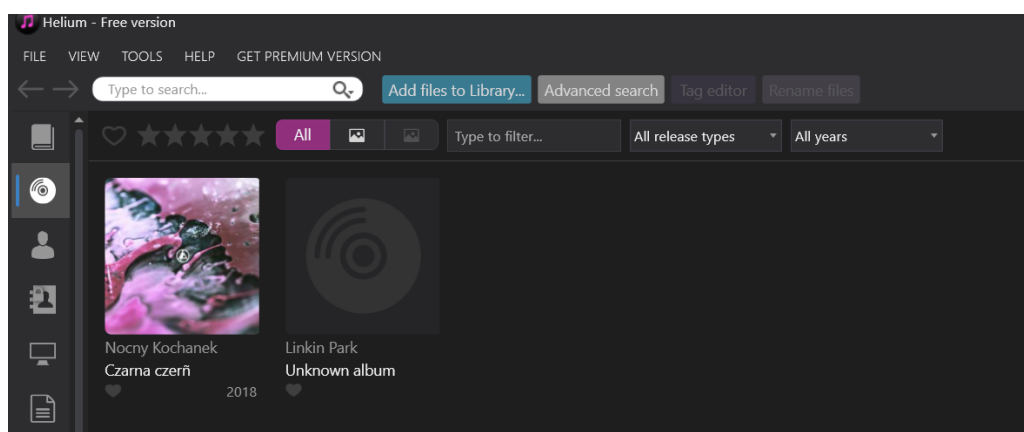 Helium - Free version
FILE VIEW TOOLS HELP GET PREMIUM VERSION
Type to search... Add files to Library... Advanced search Tag editor Rename files
All Type to filter... All release types All years
Nocny Kochanek Linkin Park
Czarna czerñ Unknown album
2018